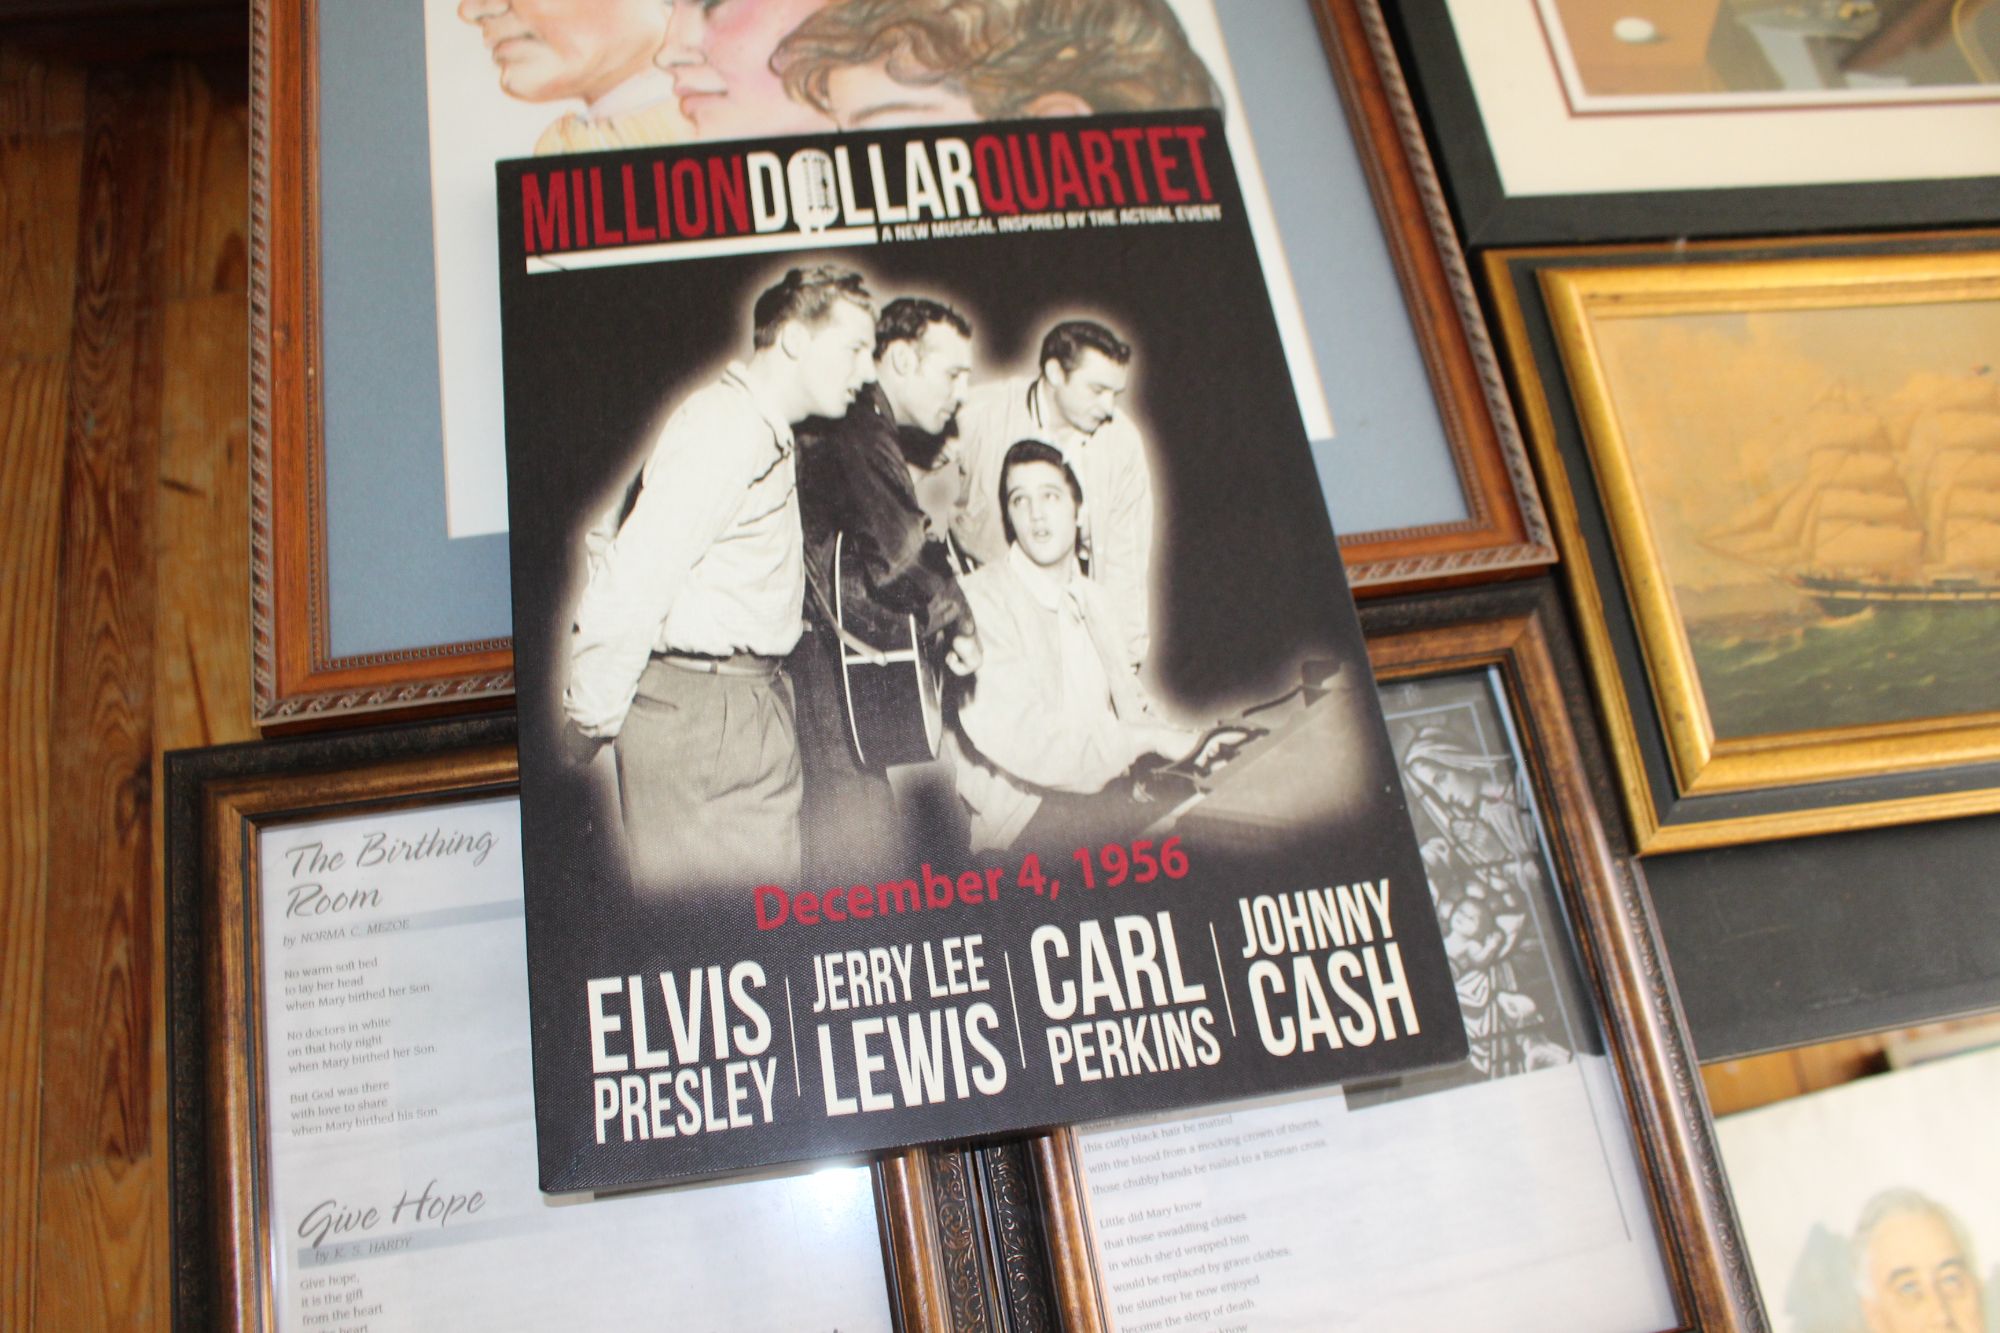 MILLION DOLLAR QUARTET
A NEW MUSICAL INSPIRED BY THE ACTUAL EVENT
December 4, 1956
ELVIS PRESLEY
JERRY LEE LEWIS
CARL PERKINS
JOHNNY CASH
The Birthing
Room
by NORMA C. MEZOE
No warm soft bed
to lay her head
when Mary birthed her Son.
No doctors in white
on that holy night
when Mary birthed her Son.
But God was there
with love to share
when Mary birthed his Son.
Give Hope
by K. S. HARDY
Give hope,
it is the gift
from the heart
heart
this curly black hair be matted
with the blood from a mocking crown of thorns.
those chubby hands be nailed to a Roman cross.
Little did Mary know
that those swaddling clothes
in which she'd wrapped him
would be replaced by grave clothes;
the slumber he now enjoyed
become the sleep of death.
know